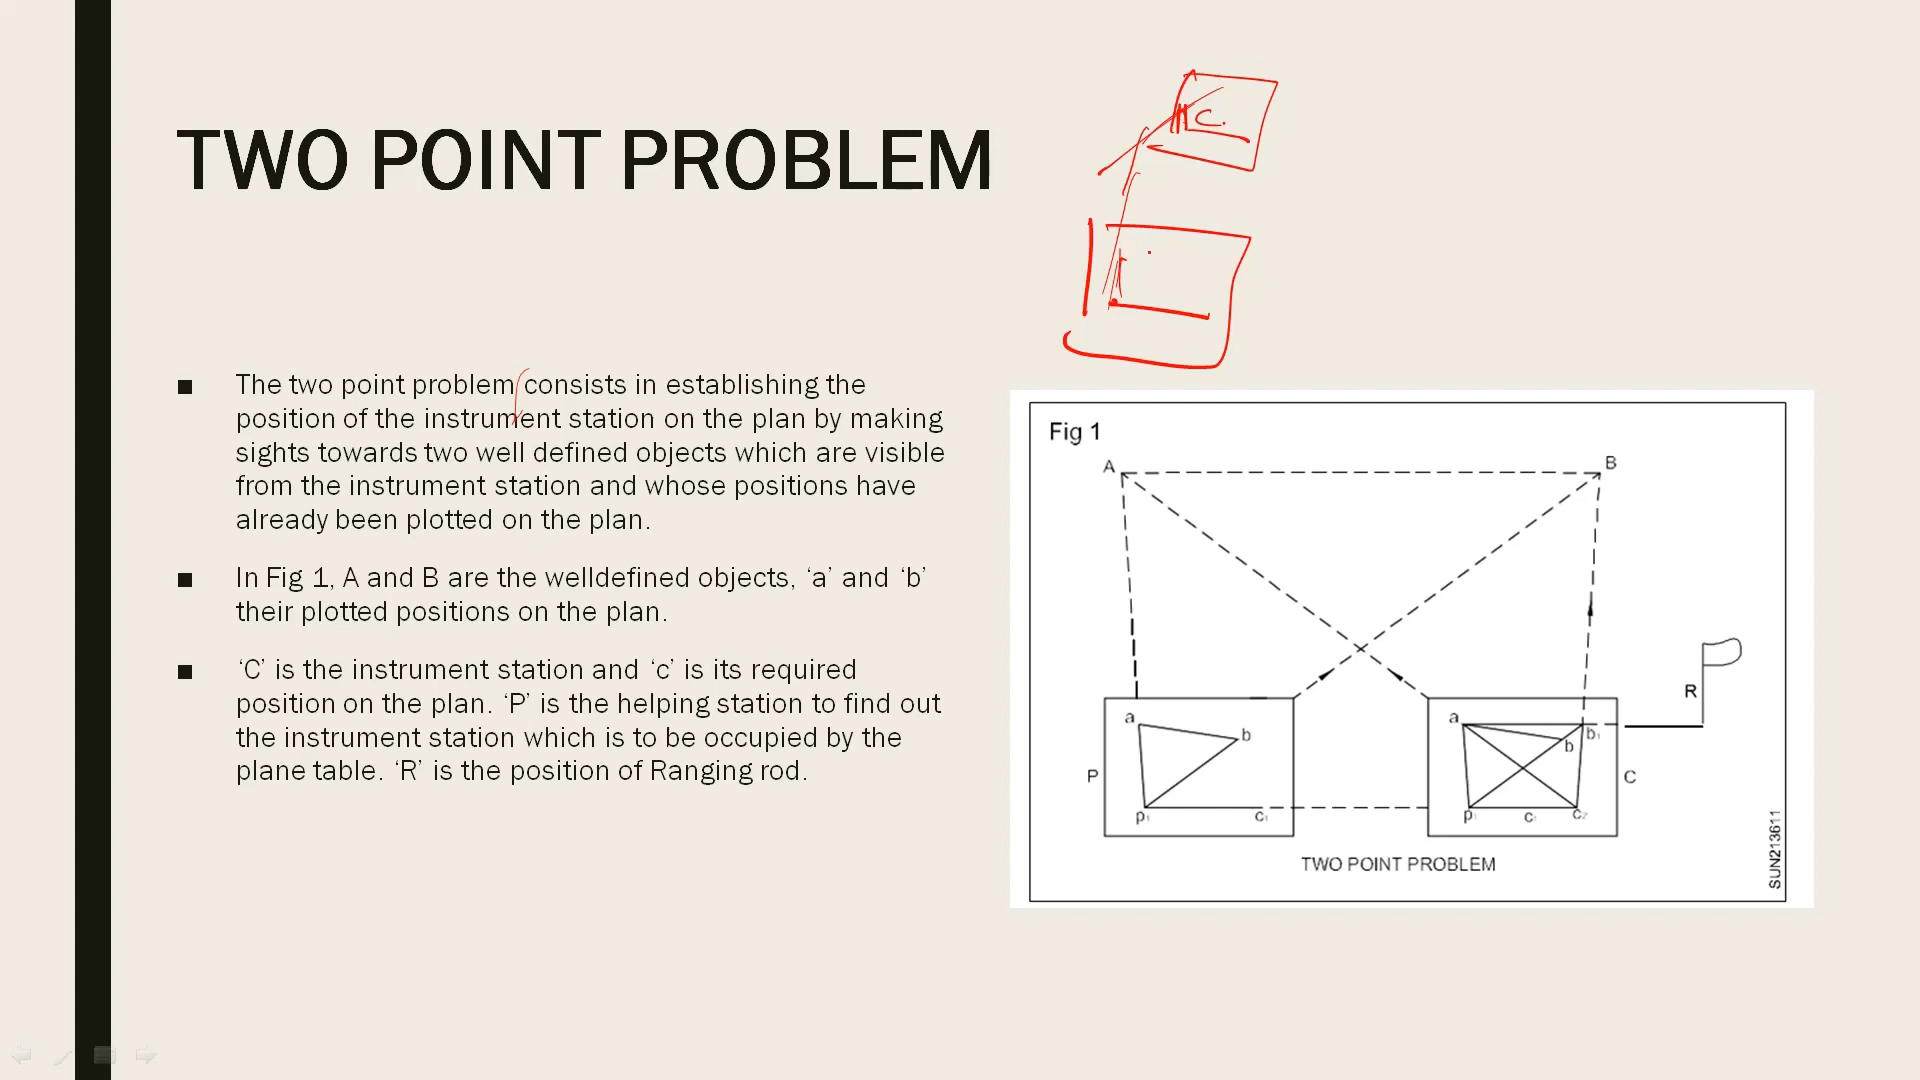 TWO POINT PROBLEM
C.
■ The two point problem consists in establishing the
position of the instrument station on the plan by making
sights towards two well defined objects which are visible
from the instrument station and whose positions have
already been plotted on the plan.
■ In Fig 1, A and B are the welldefined objects, ‘a’ and ‘b’
their plotted positions on the plan.
■ ‘C’ is the instrument station and ‘c’ is its required
position on the plan. ‘P’ is the helping station to find out
the instrument station which is to be occupied by the
plane table. ‘R’ is the position of Ranging rod.
Fig 1
A
B
R
a
b
P
p₁
c₁
a
b
b₁
C
p₁
c₂
TWO POINT PROBLEM
SUN213611